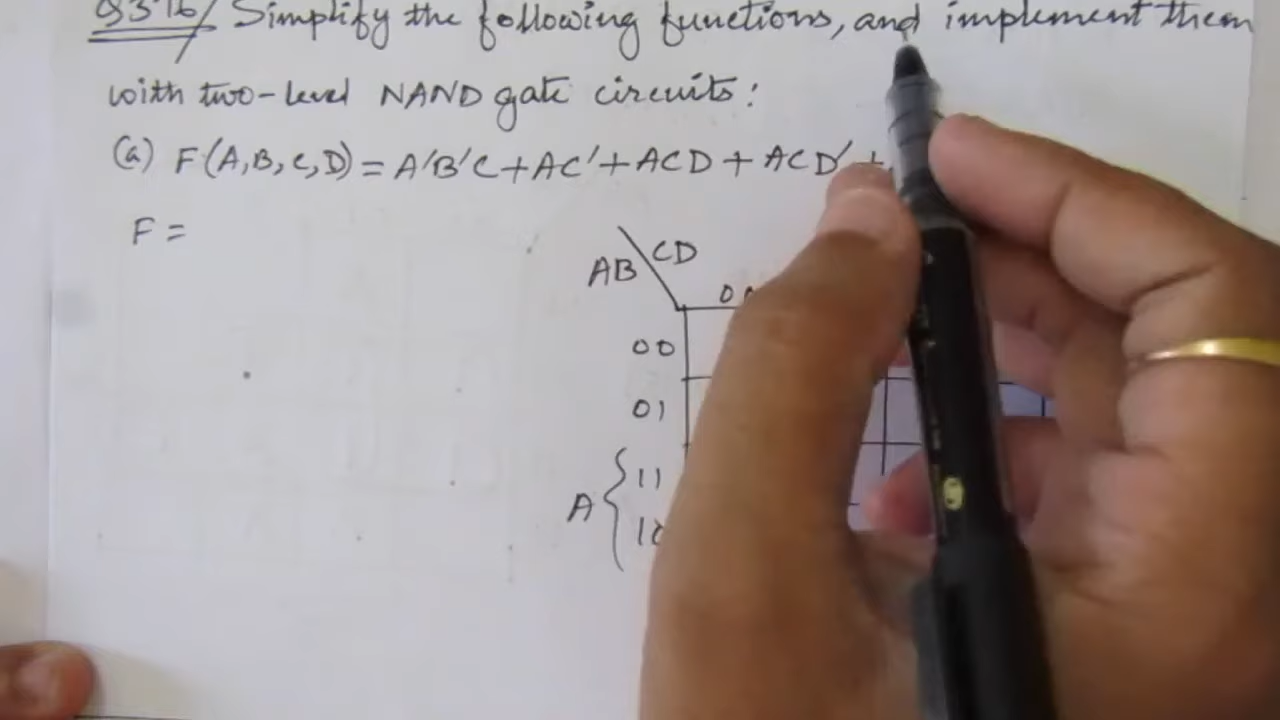 Q3.16/ Simplify the following functions, and implement them
with two-level NAND gate circuits:
(a) F(A,B,C,D) = A'B'C + AC' + ACD + ACD' +
F =
CD
AB
00
01
11
A
10